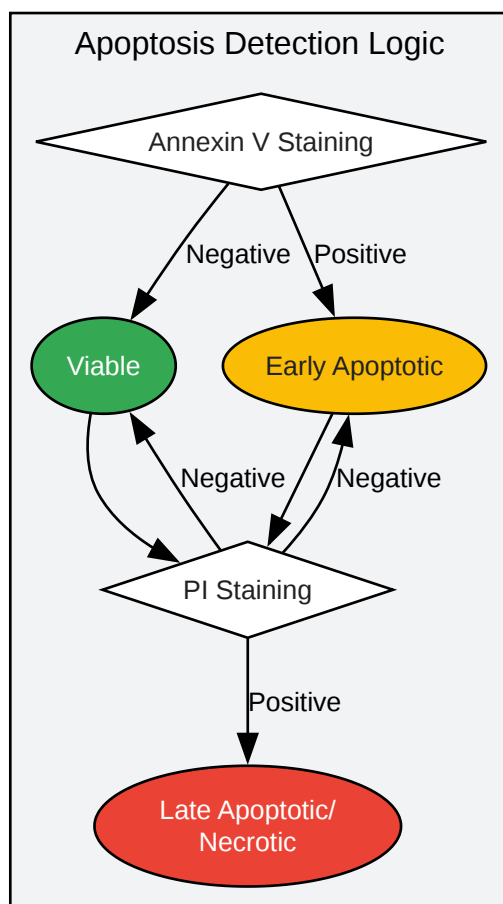 Apoptosis Detection Logic
Annexin V Staining
Negative
Positive
Viable
Early Apoptotic
Negative
Negative
PI Staining
Positive
Late Apoptotic/
Necrotic